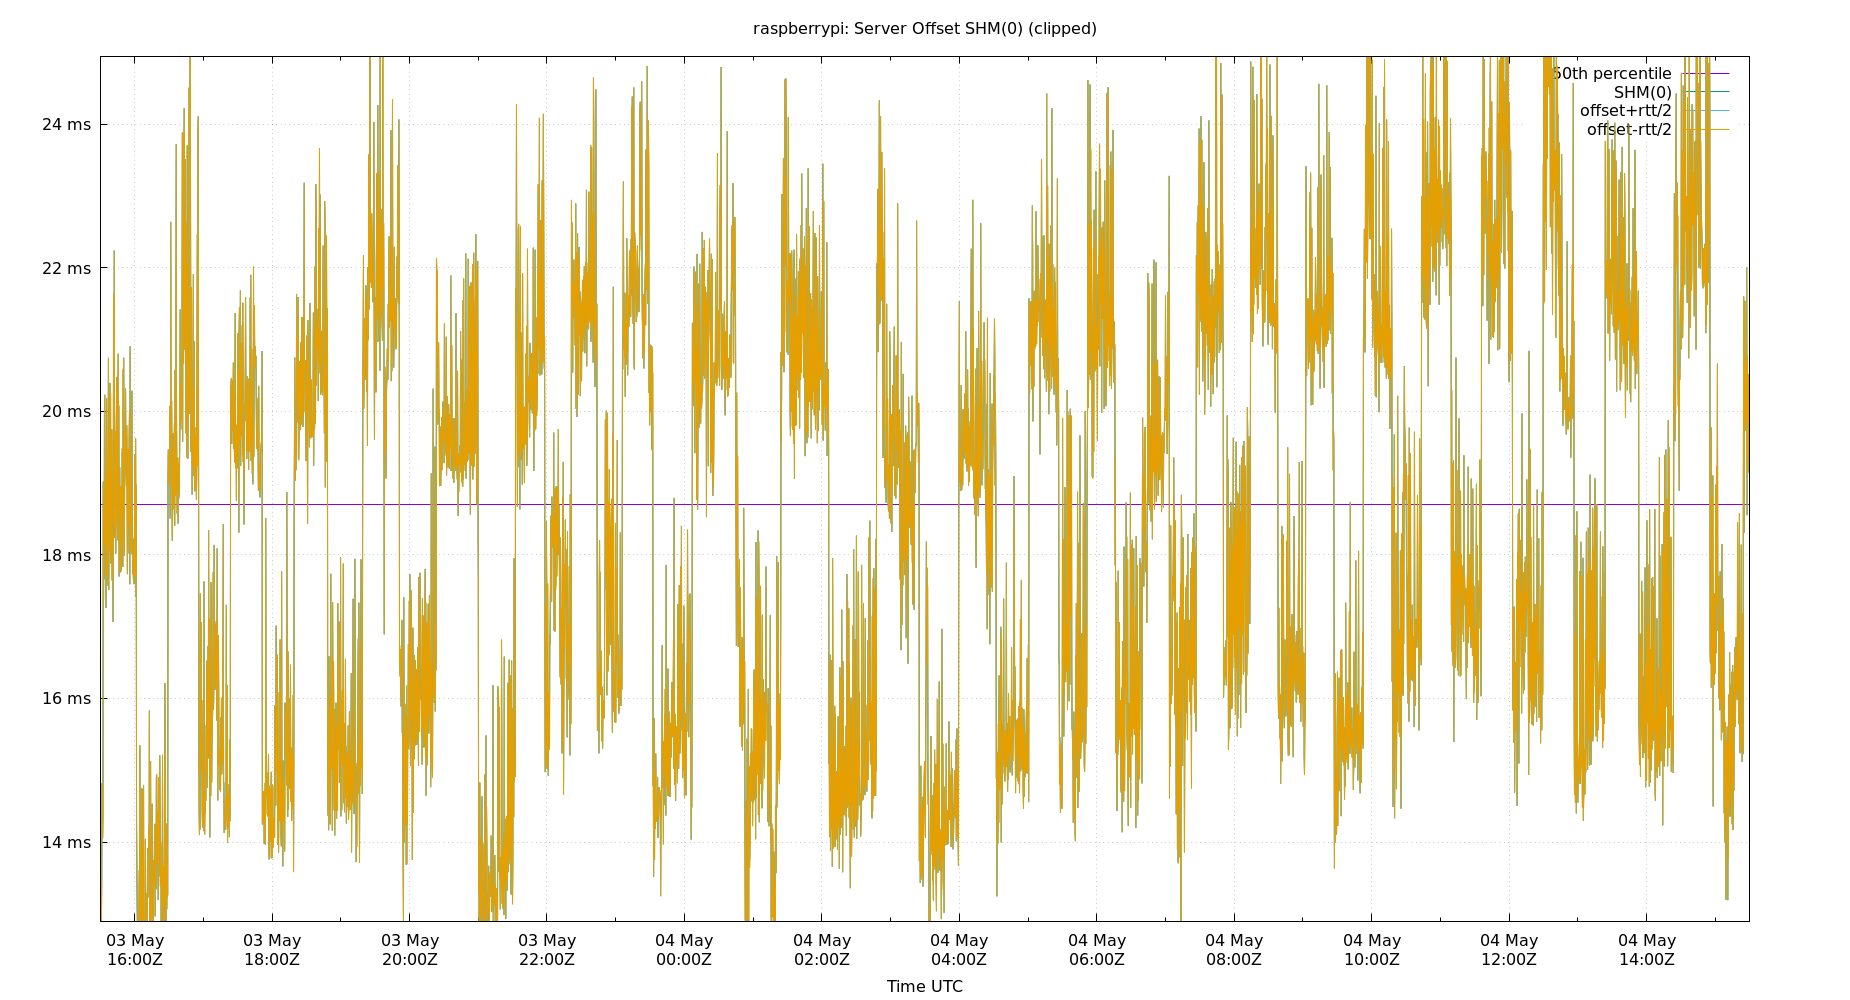 raspberrypi: Server Offset SHM(0) (clipped)
50th percentile
SHM(0)
offset+rtt/2
offset-rtt/2
24 ms
22 ms
20 ms
18 ms
16 ms
14 ms
03 May 03 May 03 May 03 May 04 May 04 May 04 May 04 May 04 May 04 May 04 May 04 May
16:00Z 18:00Z 20:00Z 22:00Z 00:00Z 02:00Z 04:00Z 06:00Z 08:00Z 10:00Z 12:00Z 14:00Z
Time UTC